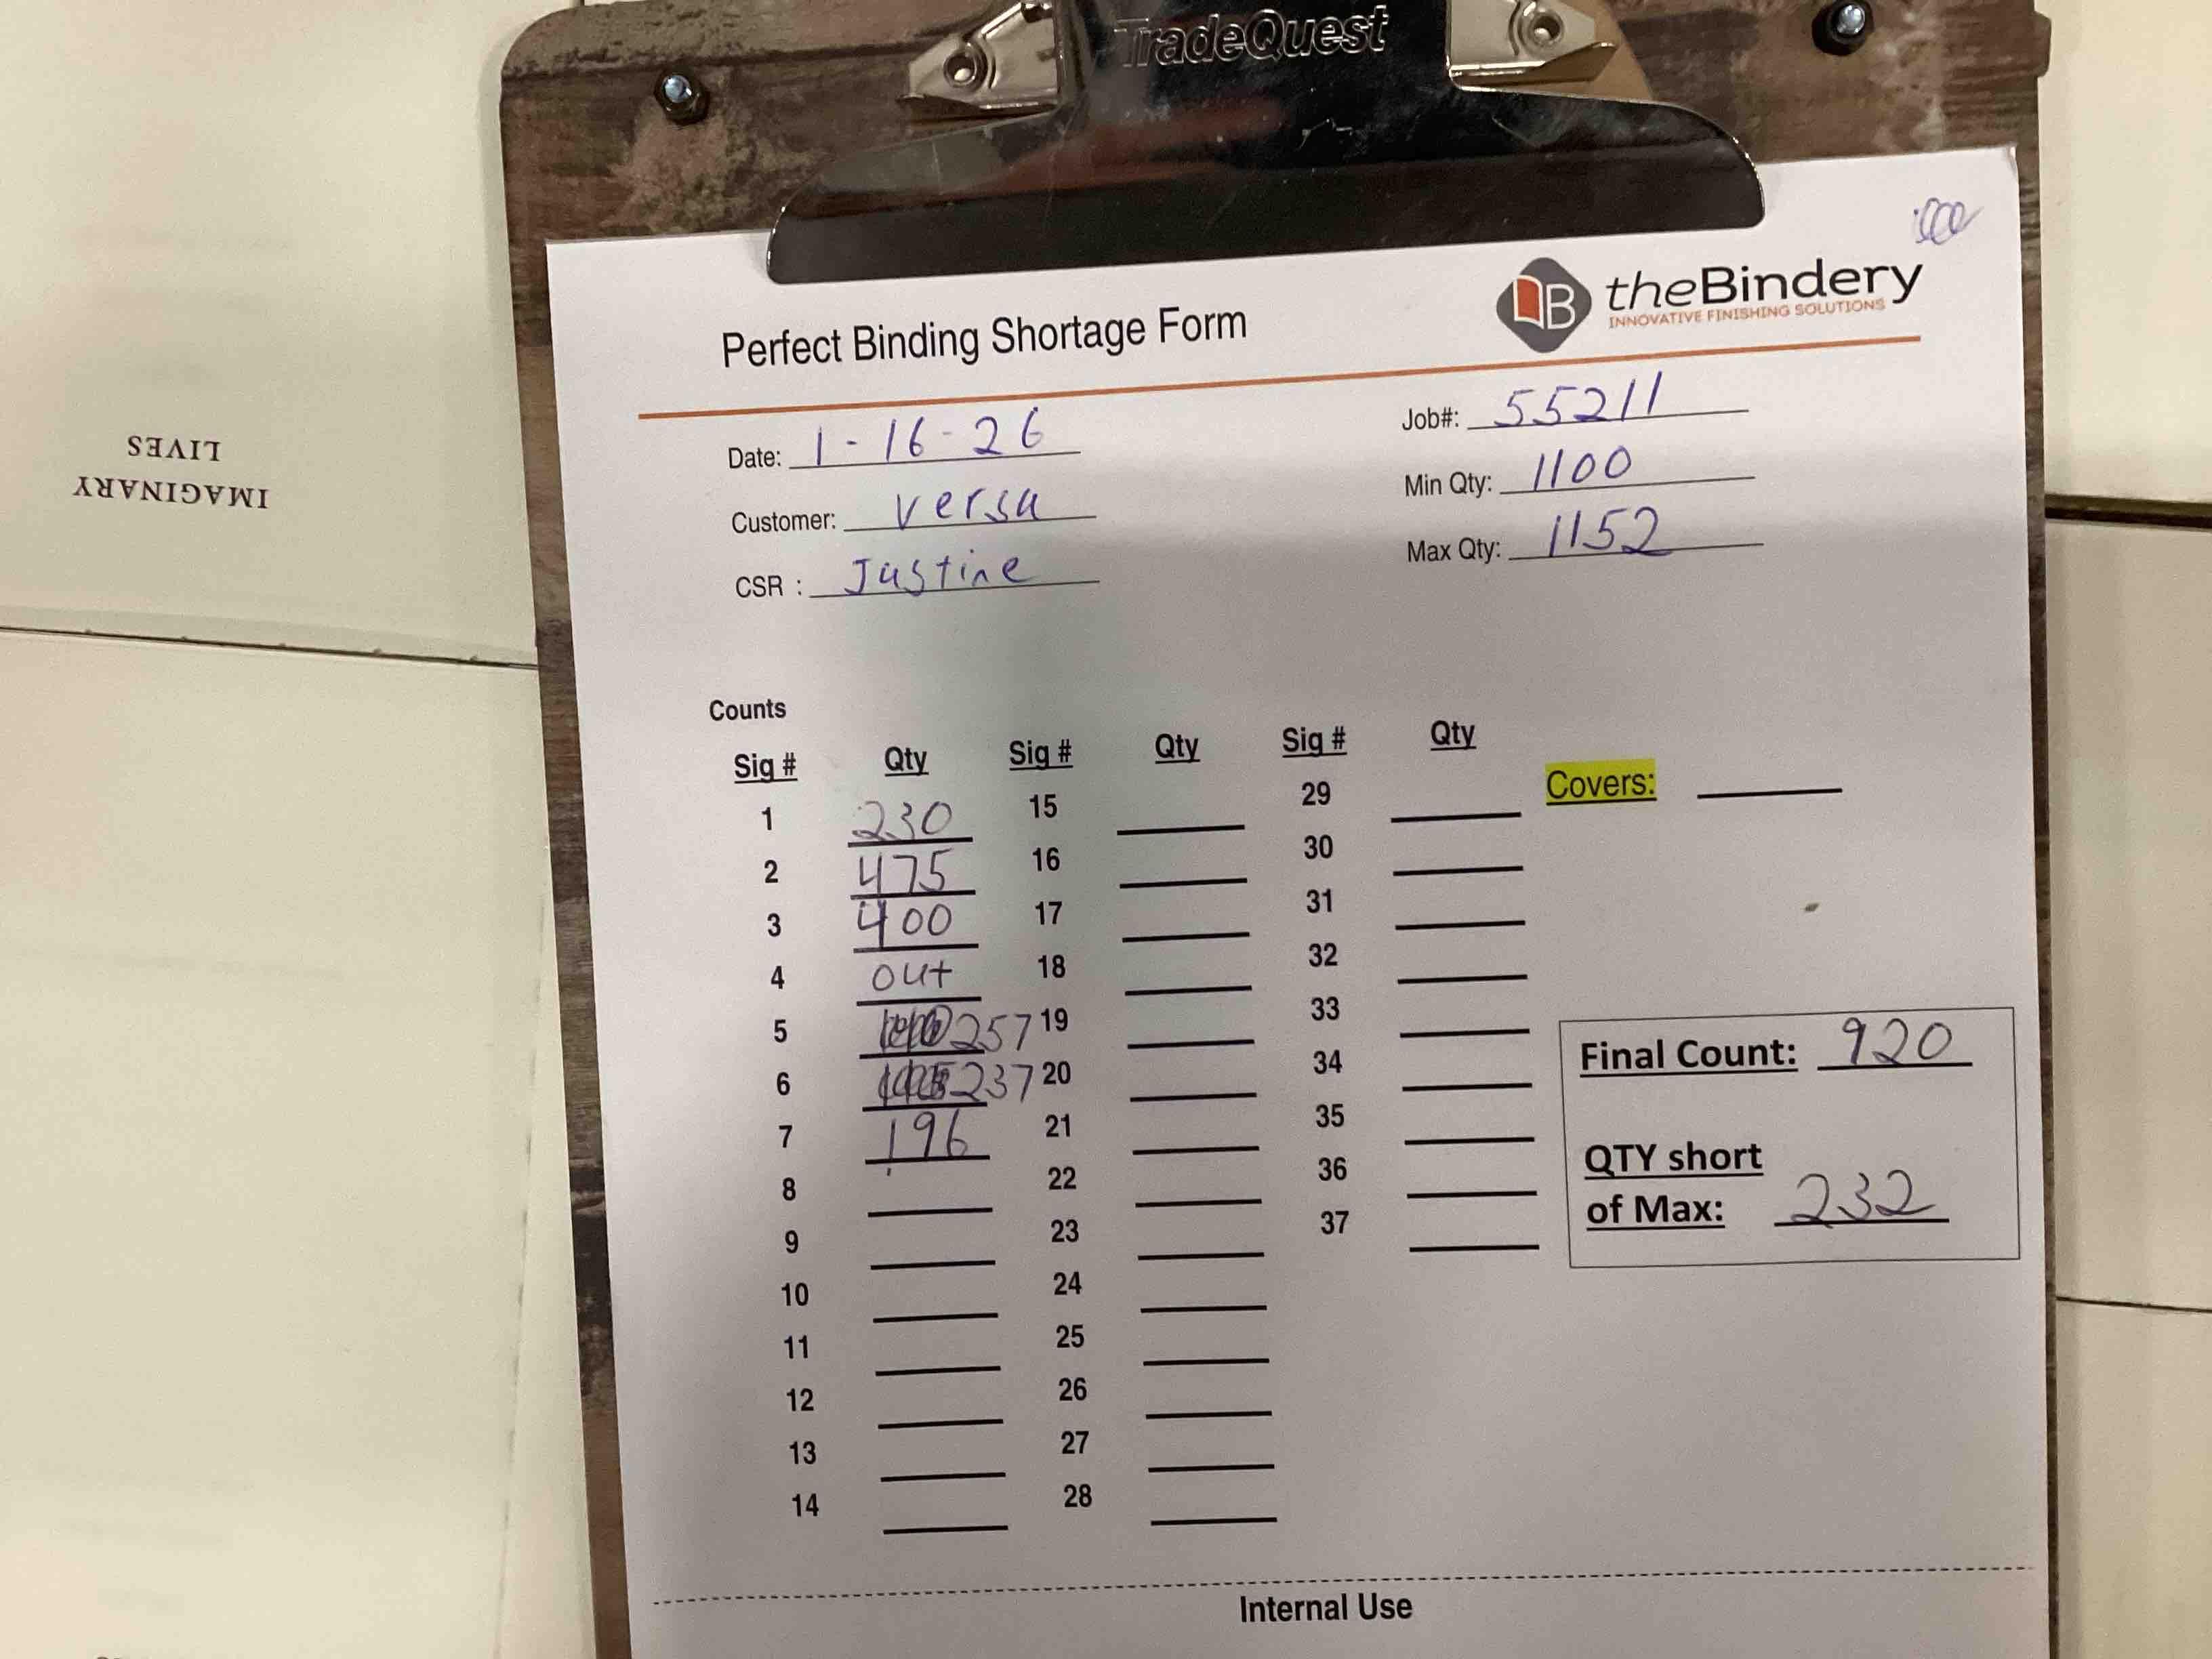 TradeQuest
theBindery
INNOVATIVE FINISHING SOLUTIONS
Perfect Binding Shortage Form
Date: 1-16-26
Job#: 55211
Customer: Versa
Min Qty: 1100
CSR : Justine
Max Qty: 1152
Counts
Sig # Qty Sig # Qty Sig # Qty
Covers:
1 230 15 29
2 475 16 30
3 400 17 31
4 out 18 32
5 257 19 33
6 237 20 34
7 196 21 35
8 22 36
9 23 37
10 24
11 25
12 26
13 27
14 28
Final Count: 920
QTY short
of Max: 232
Internal Use
IMAGINARY
LIVES